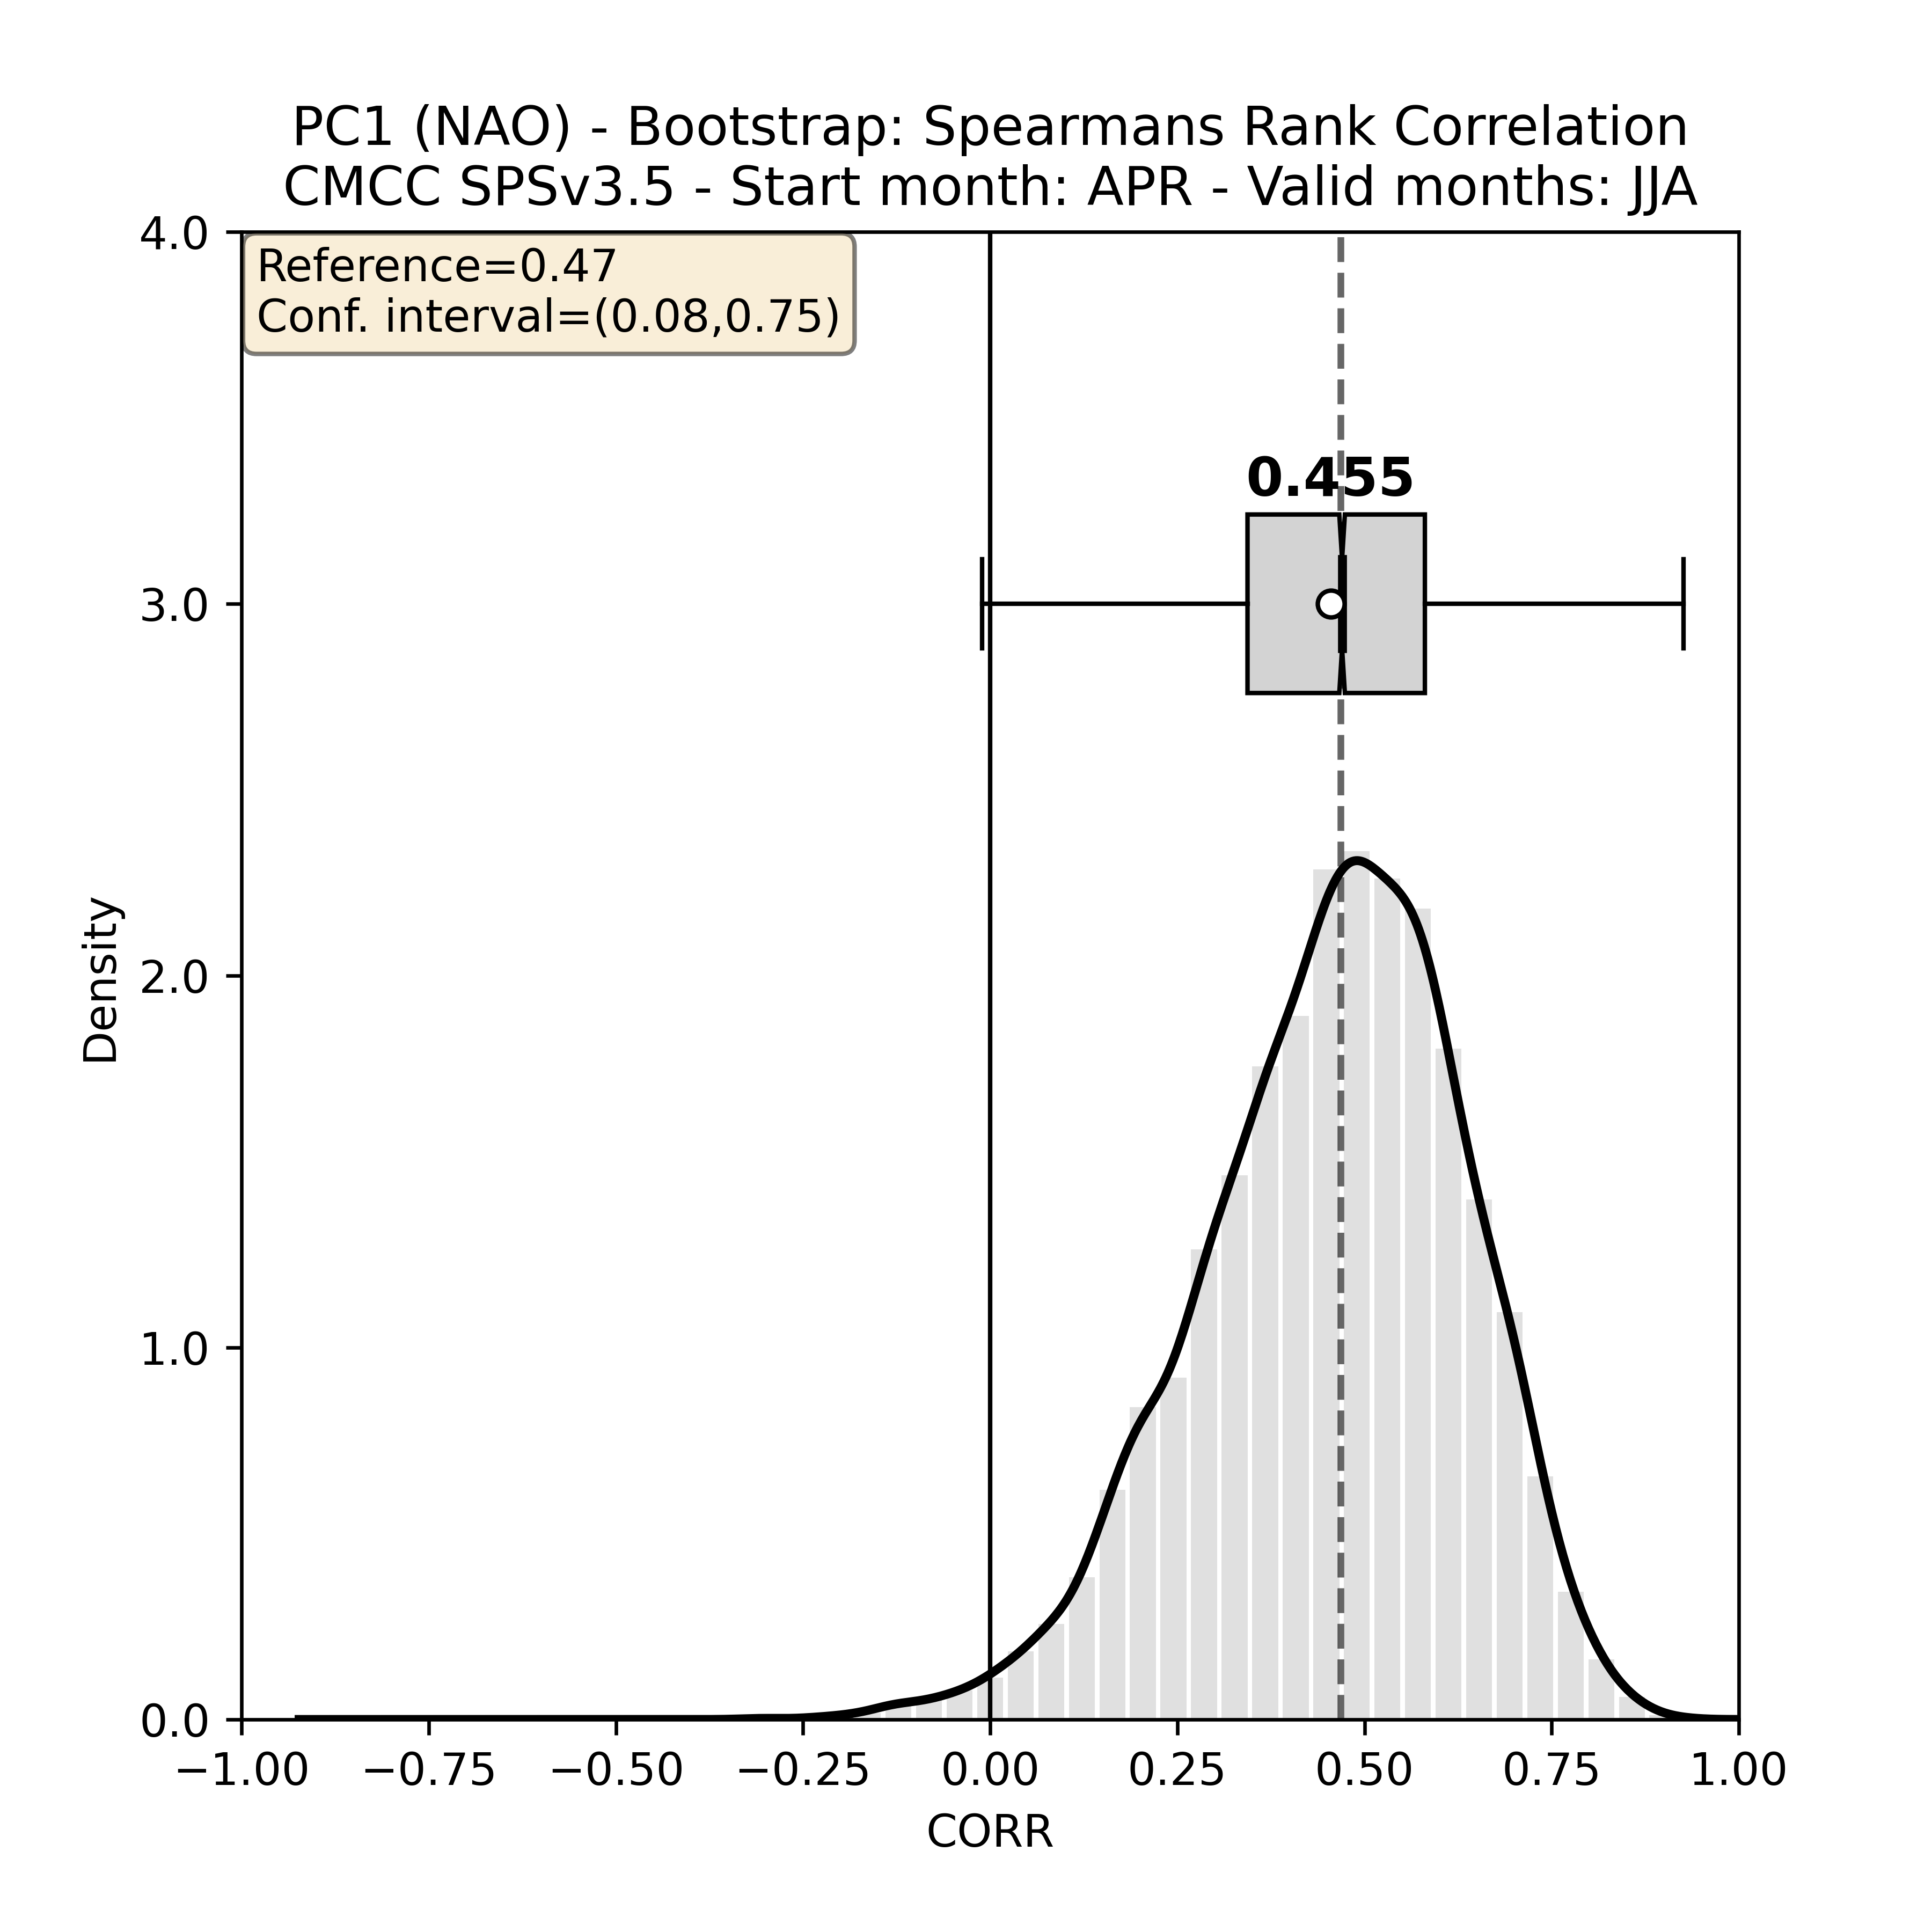 PC1 (NAO) - Bootstrap: Spearmans Rank Correlation
CMCC SPSv3.5 - Start month: APR - Valid months: JJA
4.0
Reference=0.47
Conf. interval=(0.08,0.75)
0.455
3.0
Density
2.0
1.0
0.0
−1.00 −0.75 −0.50 −0.25 0.00 0.25 0.50 0.75 1.00
CORR